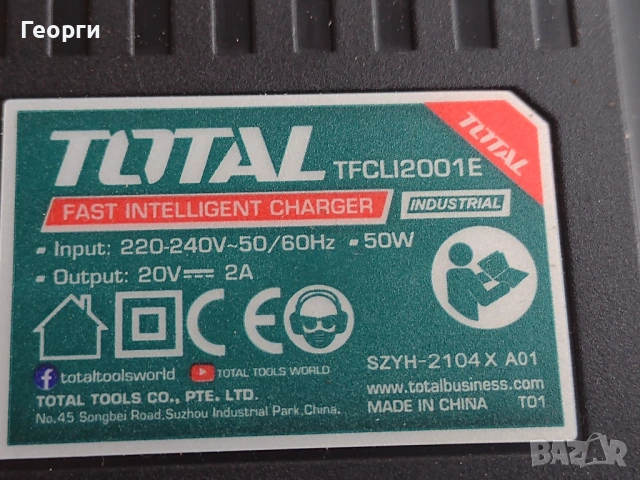 Георги
TOTAL TFCLI2001E
TOTAL
FAST INTELLIGENT CHARGER INDUSTRIAL
▪ Input: 220-240V~50/60Hz ▪ 50W
▪ Output: 20V⎓ 2A
CE
totaltoolsworld TOTAL TOOLS WORLD
TOTAL TOOLS CO., PTE. LTD.
No.45 Songbei Road,Suzhou Industrial Park,China.
SZYH-2104 X A01
www.totalbusiness.com
MADE IN CHINA T01
BAZAR